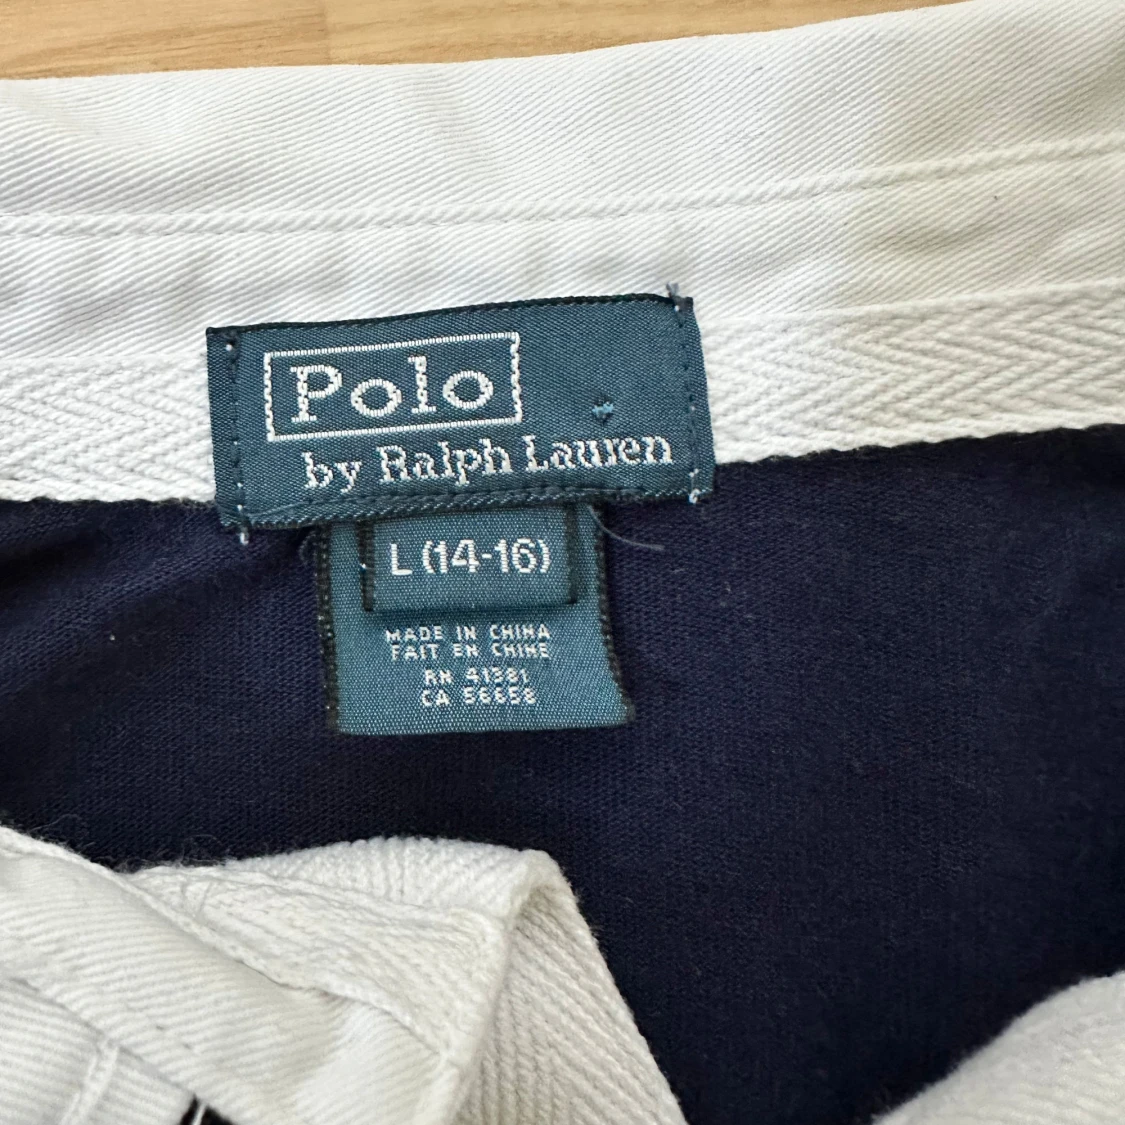 Polo
by Ralph Lauren
L (14-16)
MADE IN CHINA
FAIT EN CHINE
RN 41381
CA 56658